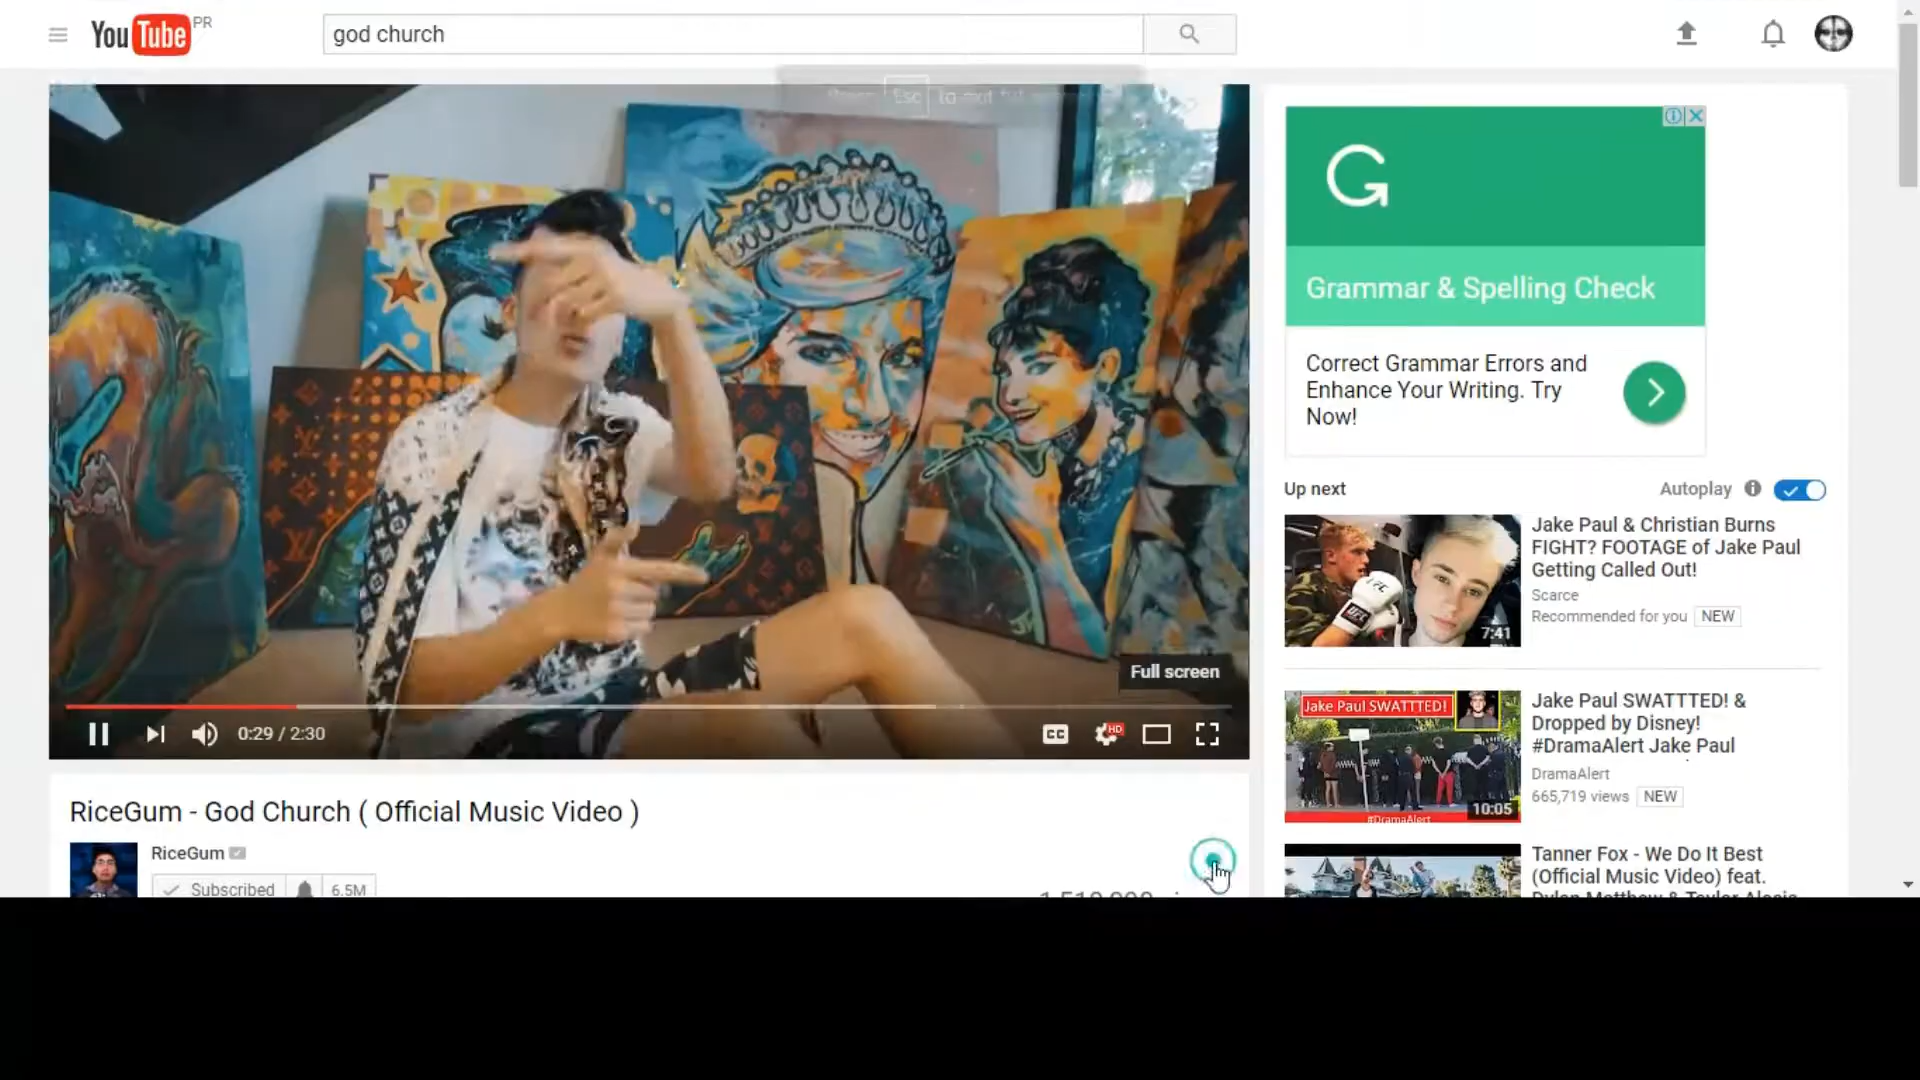 YouTube PR
god church
Esc
Grammar & Spelling Check
Correct Grammar Errors and
Enhance Your Writing. Try
Now!
Up next
Autoplay
Jake Paul & Christian Burns
FIGHT? FOOTAGE of Jake Paul
Getting Called Out!
Scarce
Recommended for you NEW
7:41
Full screen
Jake Paul SWATTTED!
Jake Paul SWATTTED! &
Dropped by Disney!
#DramaAlert Jake Paul
DramaAlert
665,719 views NEW
10:05
#DramaAlert
0:29 / 2:30
CC
HD
RiceGum - God Church ( Official Music Video )
RiceGum
Subscribed 6.5M
Tanner Fox - We Do It Best
(Official Music Video) feat.